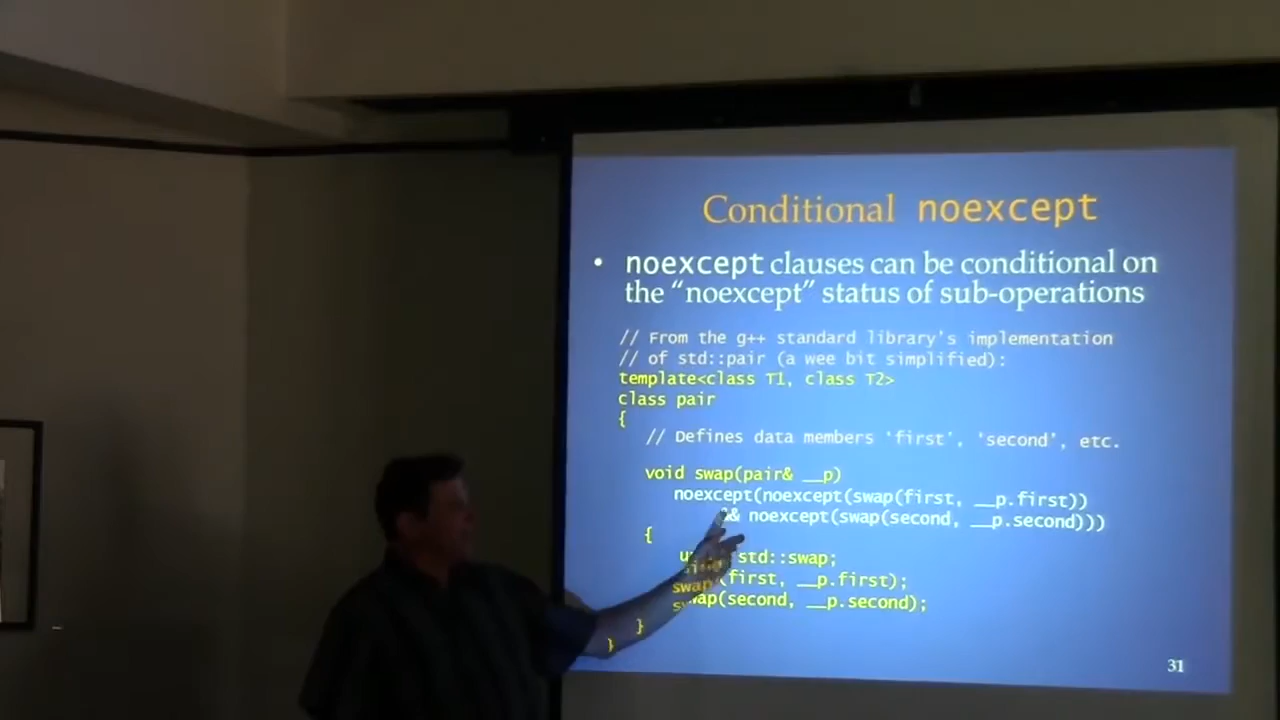 Conditional noexcept
• noexcept clauses can be conditional on
the “noexcept” status of sub-operations
// From the g++ standard library's implementation
// of std::pair (a wee bit simplified):
template<class T1, class T2>
class pair
{
// Defines data members 'first', 'second', etc.
void swap(pair& __p)
noexcept(noexcept(swap(first, __p.first))
&& noexcept(swap(second, __p.second)))
{
std::swap;
swap(first, __p.first);
swap(second, __p.second);
}
}
31